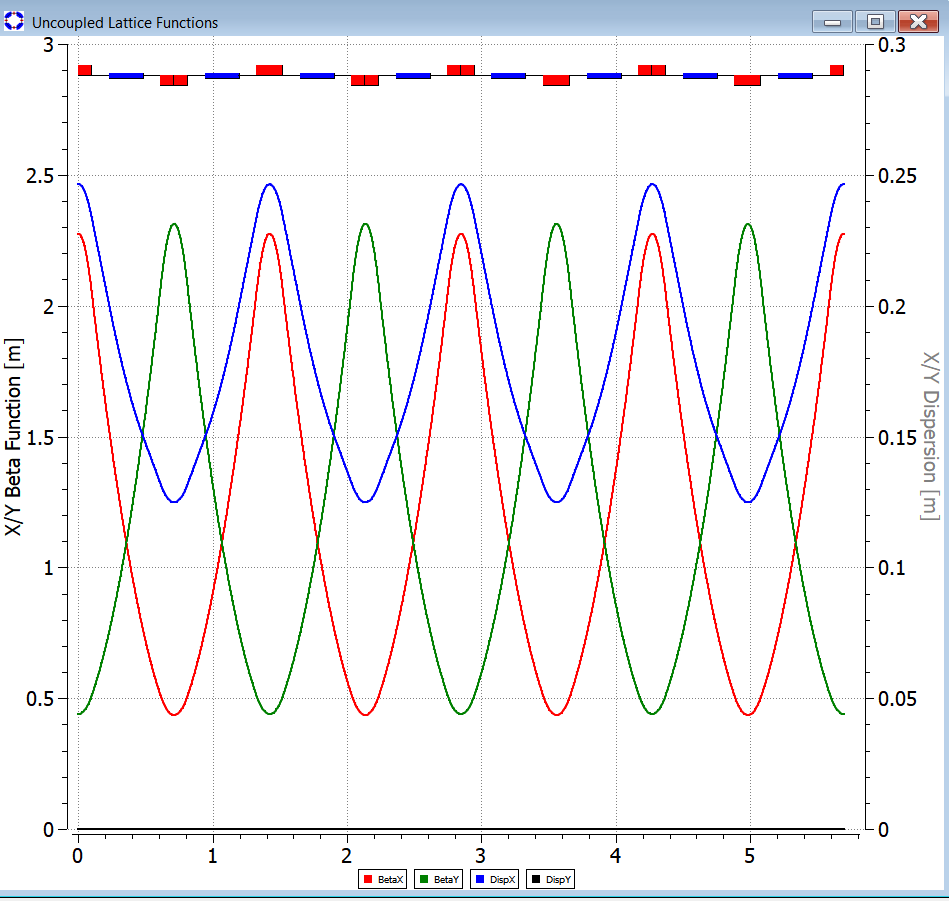 Uncoupled Lattice Functions
3 0.3
2.5 0.25
2 0.2
X/Y Beta Function [m] X/Y Dispersion [m]
1.5 0.15
1 0.1
0.5 0.05
0 0
0 1 2 3 4 5
BetaX BetaY DispX DispY